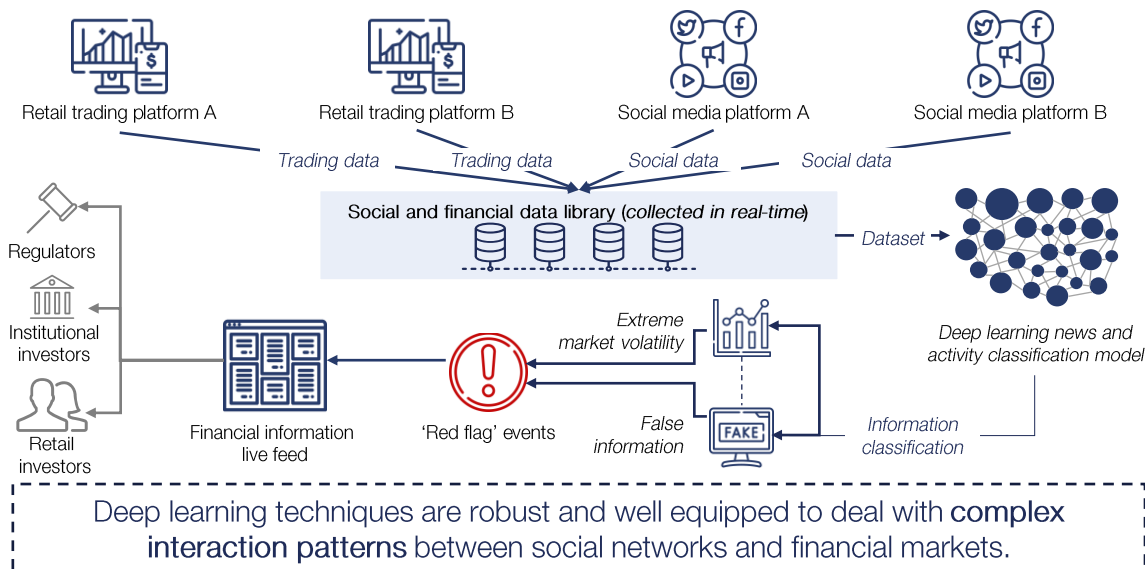 $
$
f
f
Retail trading platform A
Retail trading platform B
Social media platform A
Social media platform B
Trading data
Trading data
Social data
Social data
Social and financial data library (collected in real-time)
Dataset
Regulators
Institutional
investors
Retail
investors
Financial information
live feed
‘Red flag’ events
!
Extreme
market volatility
False
information
FAKE
Information
classification
Deep learning news and
activity classification model
Deep learning techniques are robust and well equipped to deal with complex
interaction patterns between social networks and financial markets.